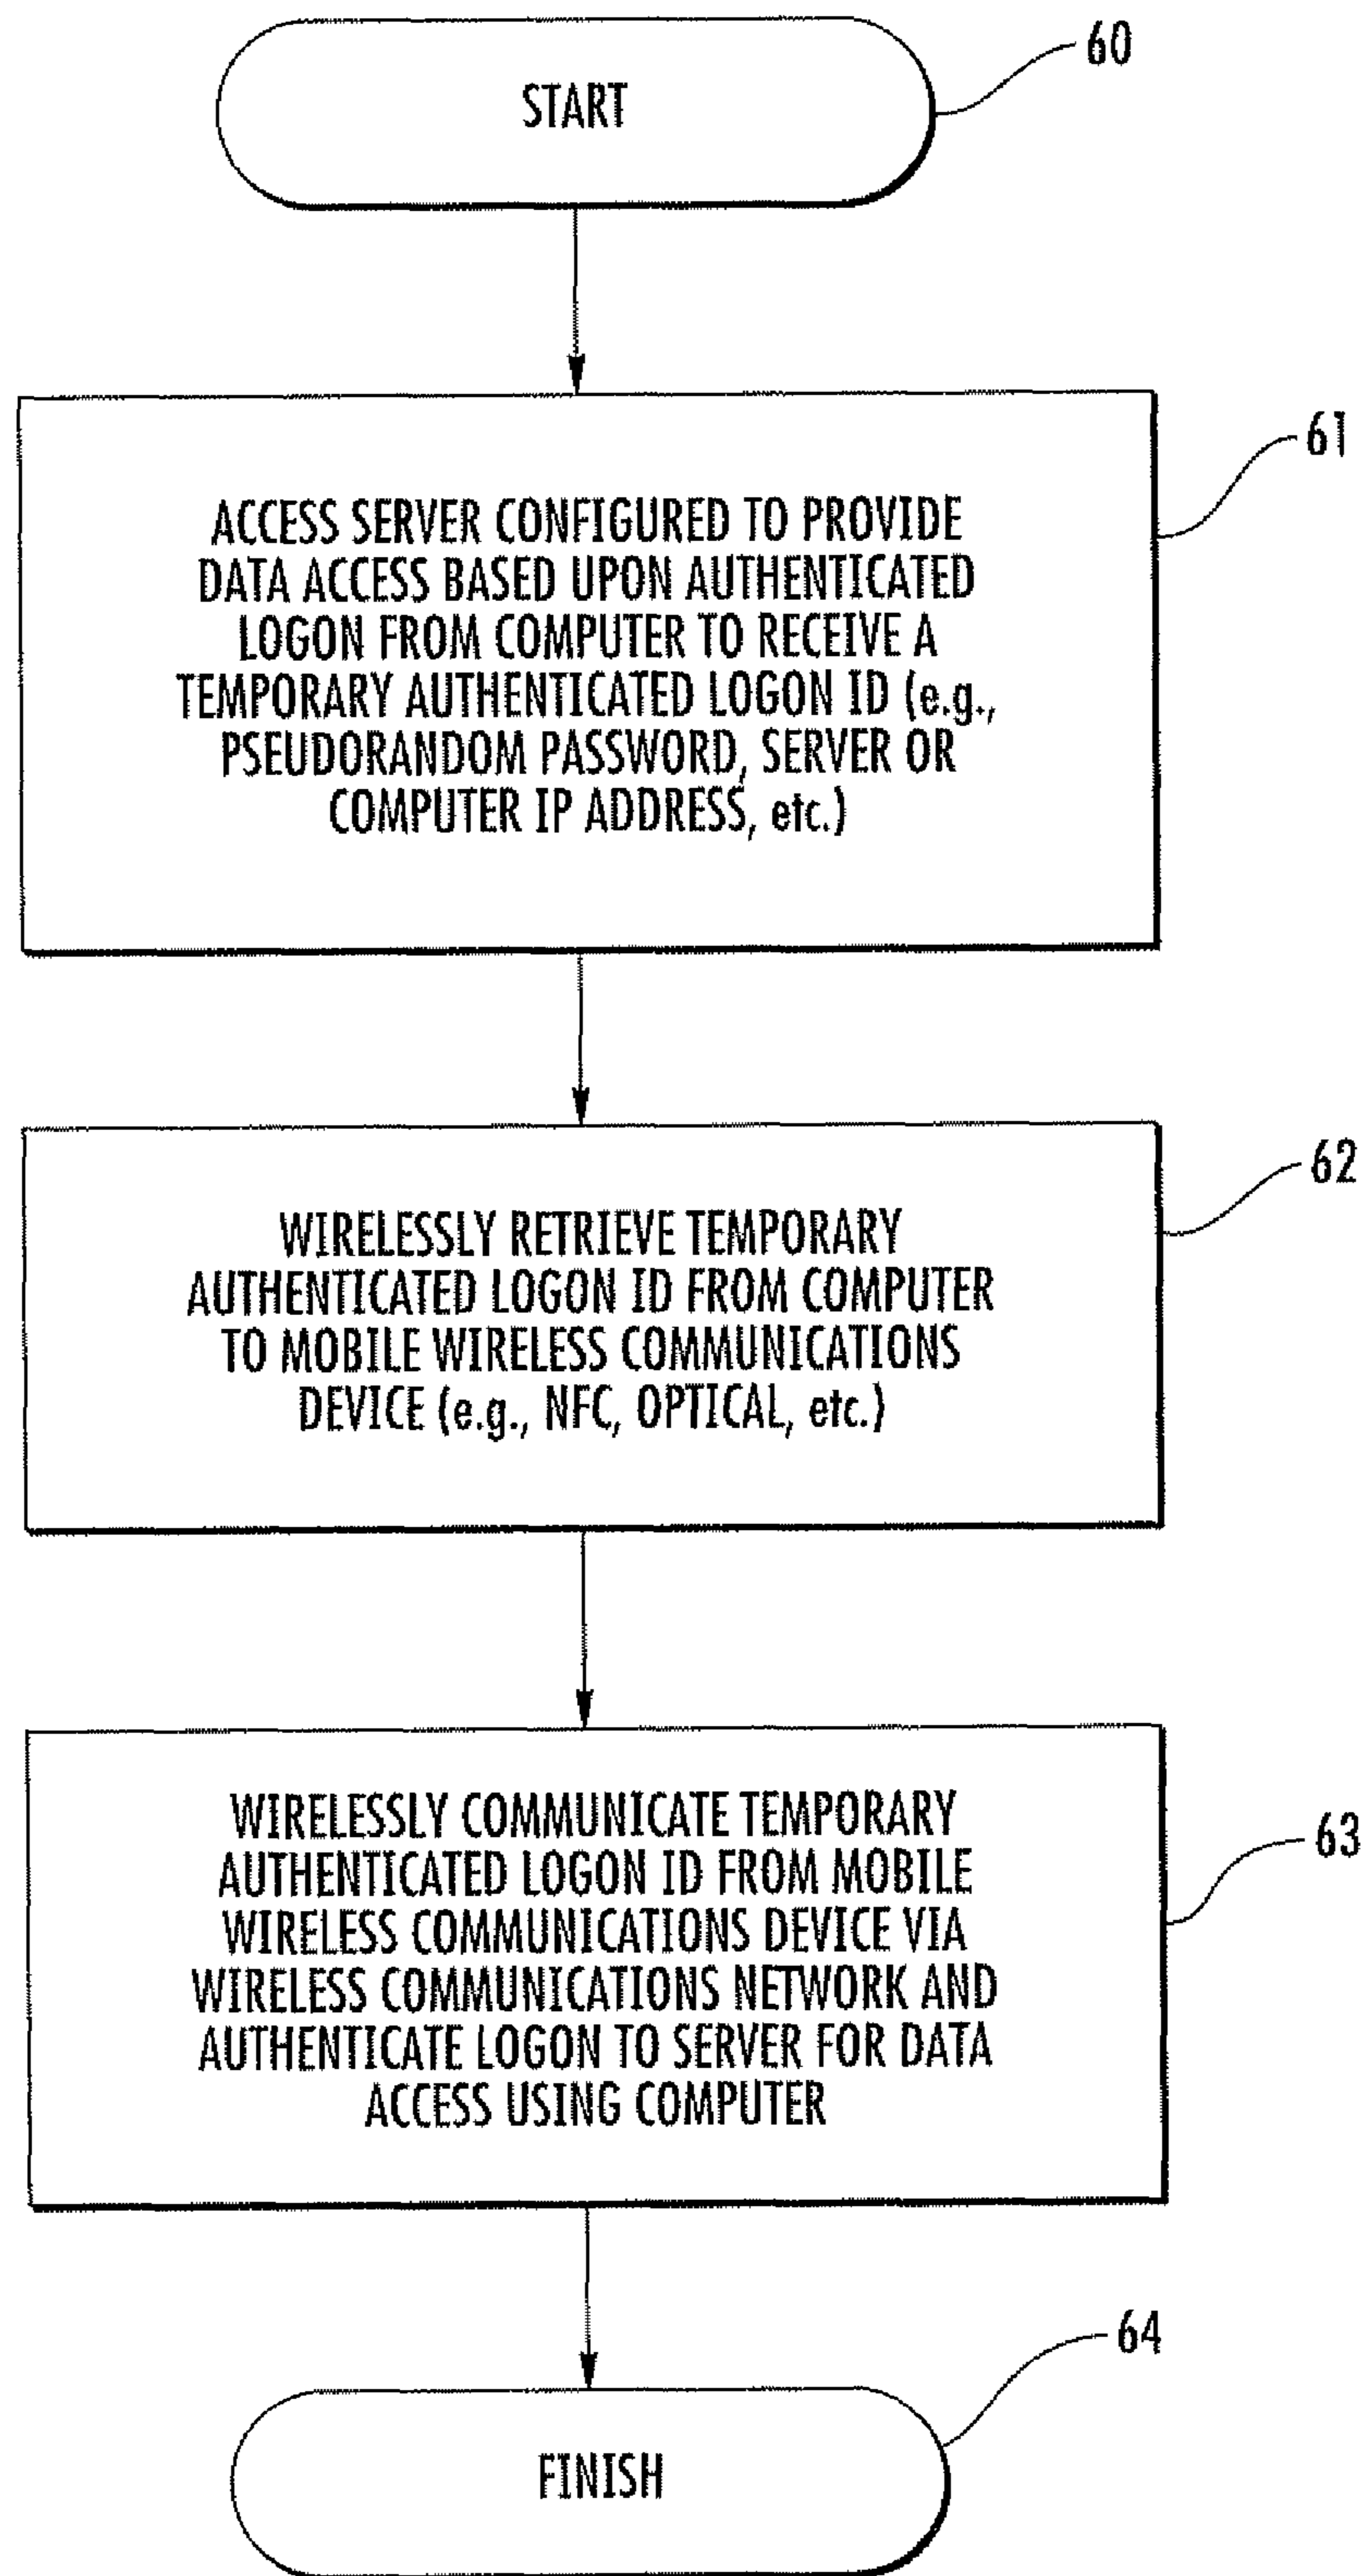 START
60
ACCESS SERVER CONFIGURED TO PROVIDE
DATA ACCESS BASED UPON AUTHENTICATED
LOGON FROM COMPUTER TO RECEIVE A
TEMPORARY AUTHENTICATED LOGON ID (e.g.,
PSEUDORANDOM PASSWORD, SERVER OR
COMPUTER IP ADDRESS, etc.)
61
WIRELESSLY RETRIEVE TEMPORARY
AUTHENTICATED LOGON ID FROM COMPUTER
TO MOBILE WIRELESS COMMUNICATIONS
DEVICE (e.g., NFC, OPTICAL, etc.)
62
WIRELESSLY COMMUNICATE TEMPORARY
AUTHENTICATED LOGON ID FROM MOBILE
WIRELESS COMMUNICATIONS DEVICE VIA
WIRELESS COMMUNICATIONS NETWORK AND
AUTHENTICATE LOGON TO SERVER FOR DATA
ACCESS USING COMPUTER
63
FINISH
64